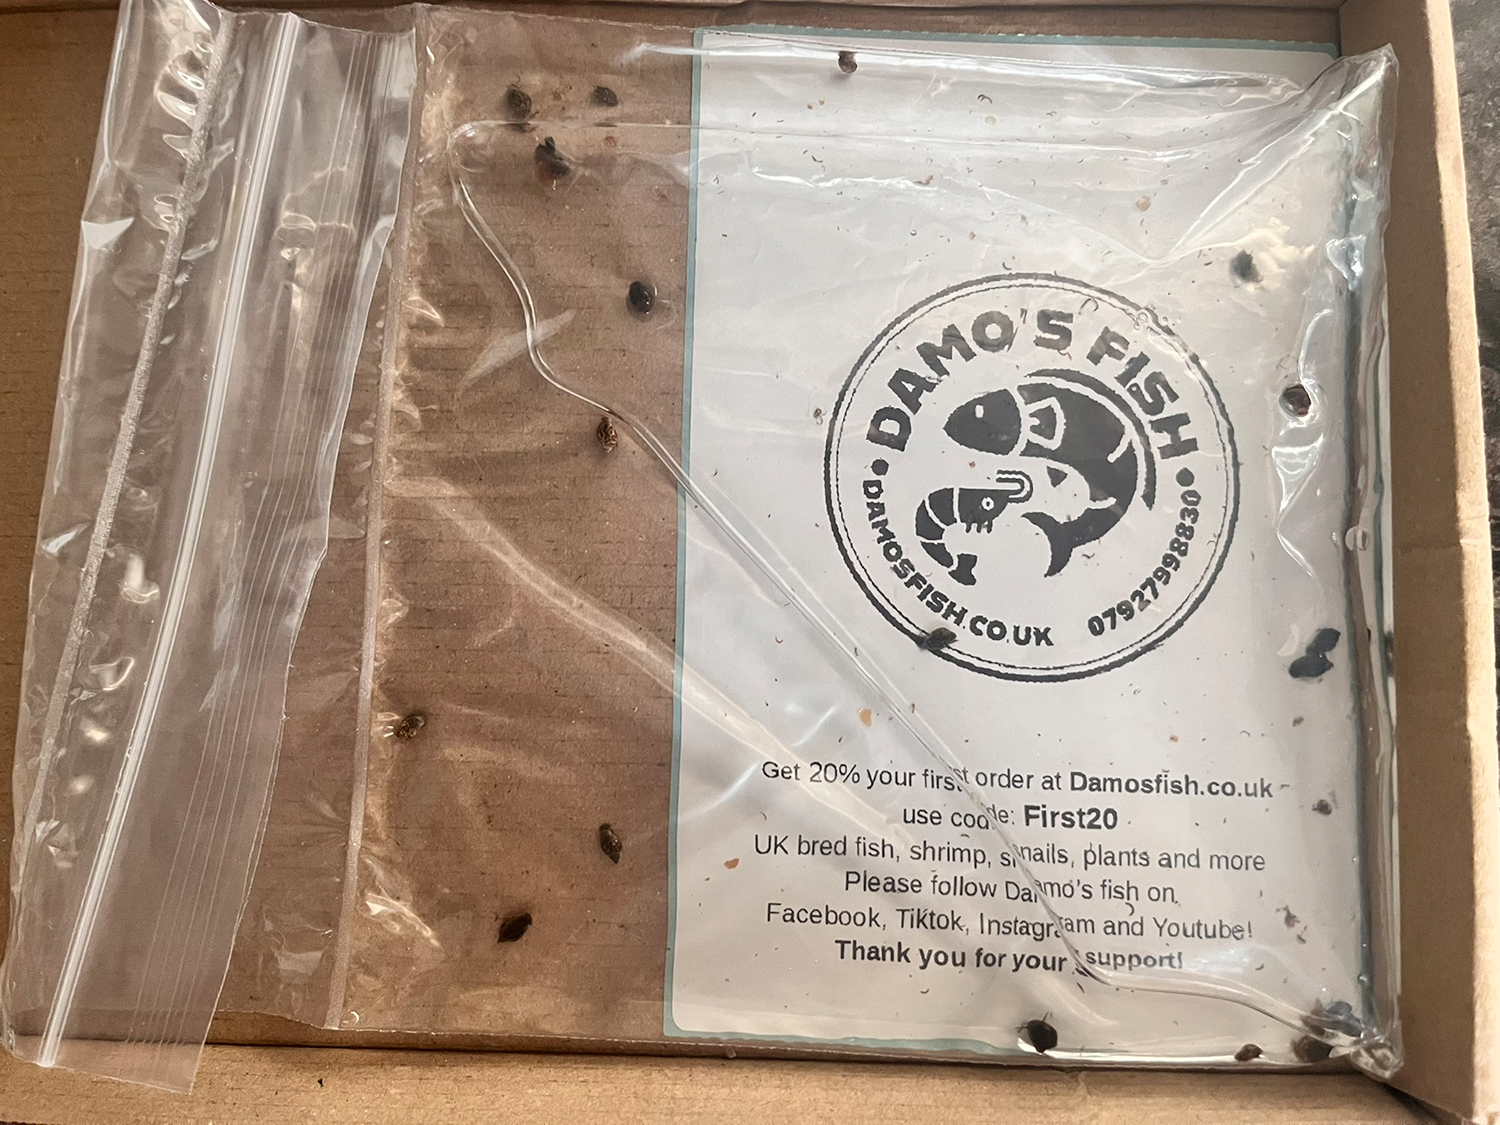 DAMO'S FISH
DAMOSFISH.CO.UK
07927998830
Get 20% your first order at Damosfish.co.uk
use code: First20
UK bred fish, shrimp, snails, plants and more
Please follow Damo's fish on
Facebook, Tiktok, Instagram and Youtube!
Thank you for your support!